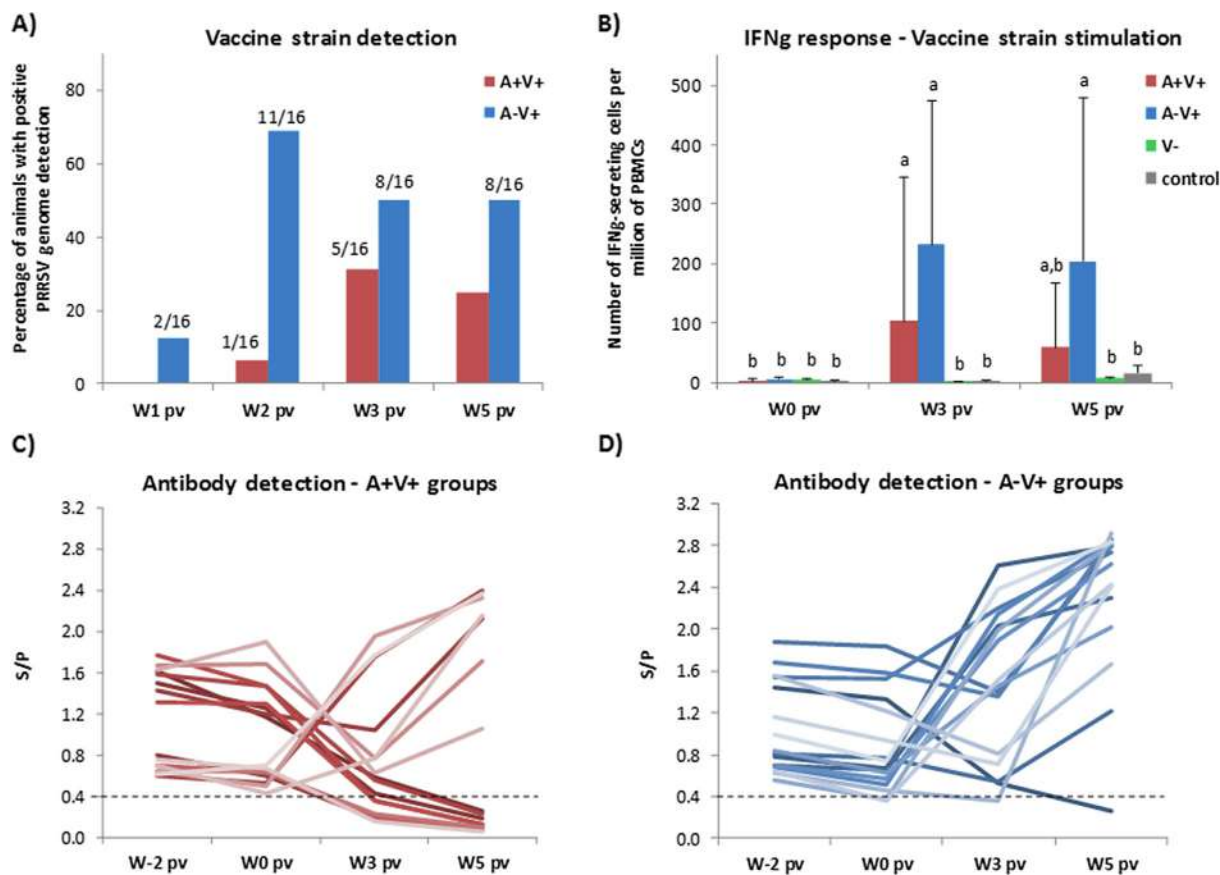 A)
Vaccine strain detection
Percentage of animals with positive
PRRSV genome detection
80
60
40
20
0
A+V+
A-V+
2/16
1/16
11/16
5/16
8/16
8/16
W1 pv
W2 pv
W3 pv
W5 pv
B)
IFNg response - Vaccine strain stimulation
Number of IFNg-secreting cells per
million of PBMCs
500
400
300
200
100
0
A+V+
A-V+
V-
control
b
b
b
b
a
a
b
b
a,b
a
b
b
W0 pv
W3 pv
W5 pv
C)
Antibody detection - A+V+ groups
S/P
3.2
2.8
2.4
2.0
1.6
1.2
0.8
0.4
0.0
W-2 pv
W0 pv
W3 pv
W5 pv
D)
Antibody detection - A-V+ groups
S/P
3.2
2.8
2.4
2.0
1.6
1.2
0.8
0.4
0.0
W-2 pv
W0 pv
W3 pv
W5 pv